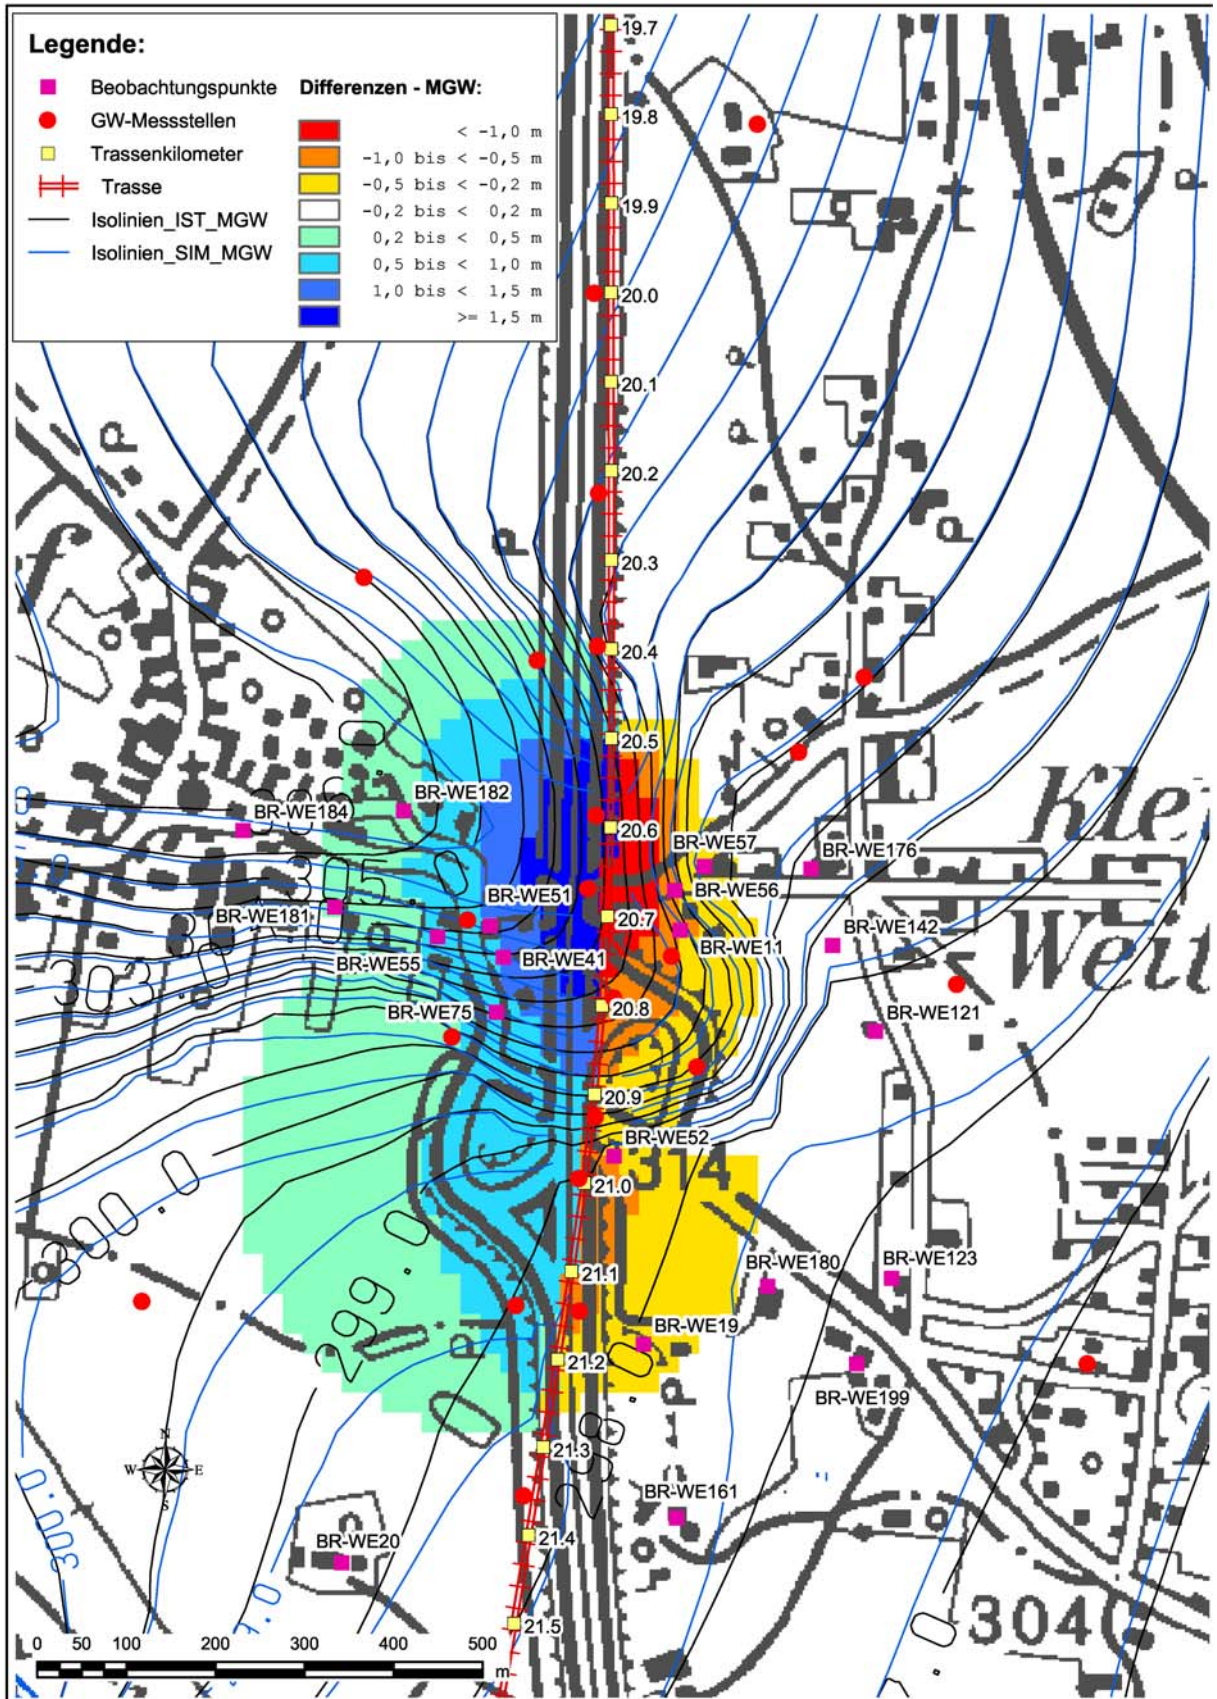 Legende:
Beobachtungspunkte
GW-Messstellen
Trassenkilometer
Trasse
Isolinien_IST_MGW
Isolinien_SIM_MGW
Differenzen - MGW:
< -1,0 m
-1,0 bis < -0,5 m
-0,5 bis < -0,2 m
-0,2 bis < 0,2 m
0,2 bis < 0,5 m
0,5 bis < 1,0 m
1,0 bis < 1,5 m
>= 1,5 m
19.7
19.8
19.9
20.0
20.1
20.2
20.3
20.4
20.5
20.6
20.7
20.8
20.9
21.0
21.1
21.2
21.3
21.4
21.5
BR-WE182
BR-WE184
BR-WE57
BR-WE176
BR-WE56
BR-WE51
BR-WE181
BR-WE11
BR-WE142
BR-WE55
BR-WE41
BR-WE75
BR-WE121
BR-WE52
BR-WE180
BR-WE123
BR-WE19
BR-WE199
BR-WE161
BR-WE20
Kle
Weit
314
304
300.0
299.0
298.0
300.0
N
W E
S
0 50 100 200 300 400 500
m